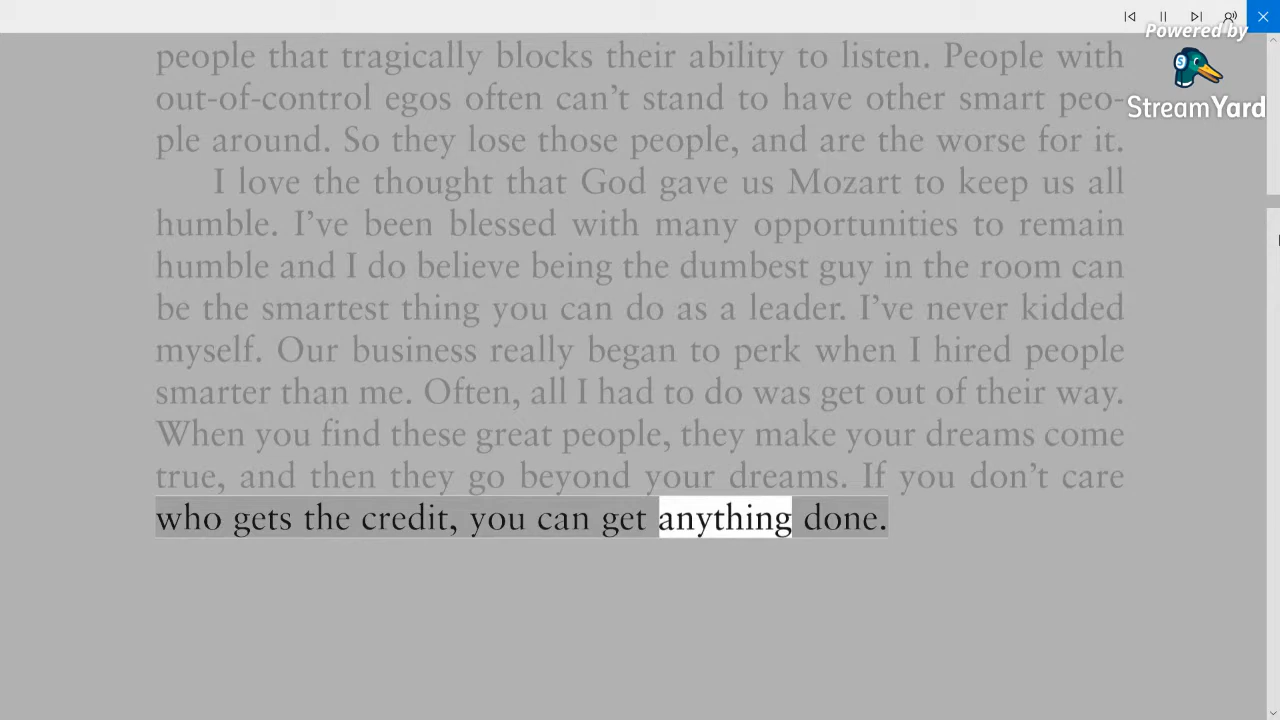 Powered by
StreamYard
people that tragically blocks their ability to listen. People with
out-of-control egos often can’t stand to have other smart peo-
ple around. So they lose those people, and are the worse for it.
I love the thought that God gave us Mozart to keep us all
humble. I’ve been blessed with many opportunities to remain
humble and I do believe being the dumbest guy in the room can
be the smartest thing you can do as a leader. I’ve never kidded
myself. Our business really began to perk when I hired people
smarter than me. Often, all I had to do was get out of their way.
When you find these great people, they make your dreams come
true, and then they go beyond your dreams. If you don’t care
who gets the credit, you can get anything done.